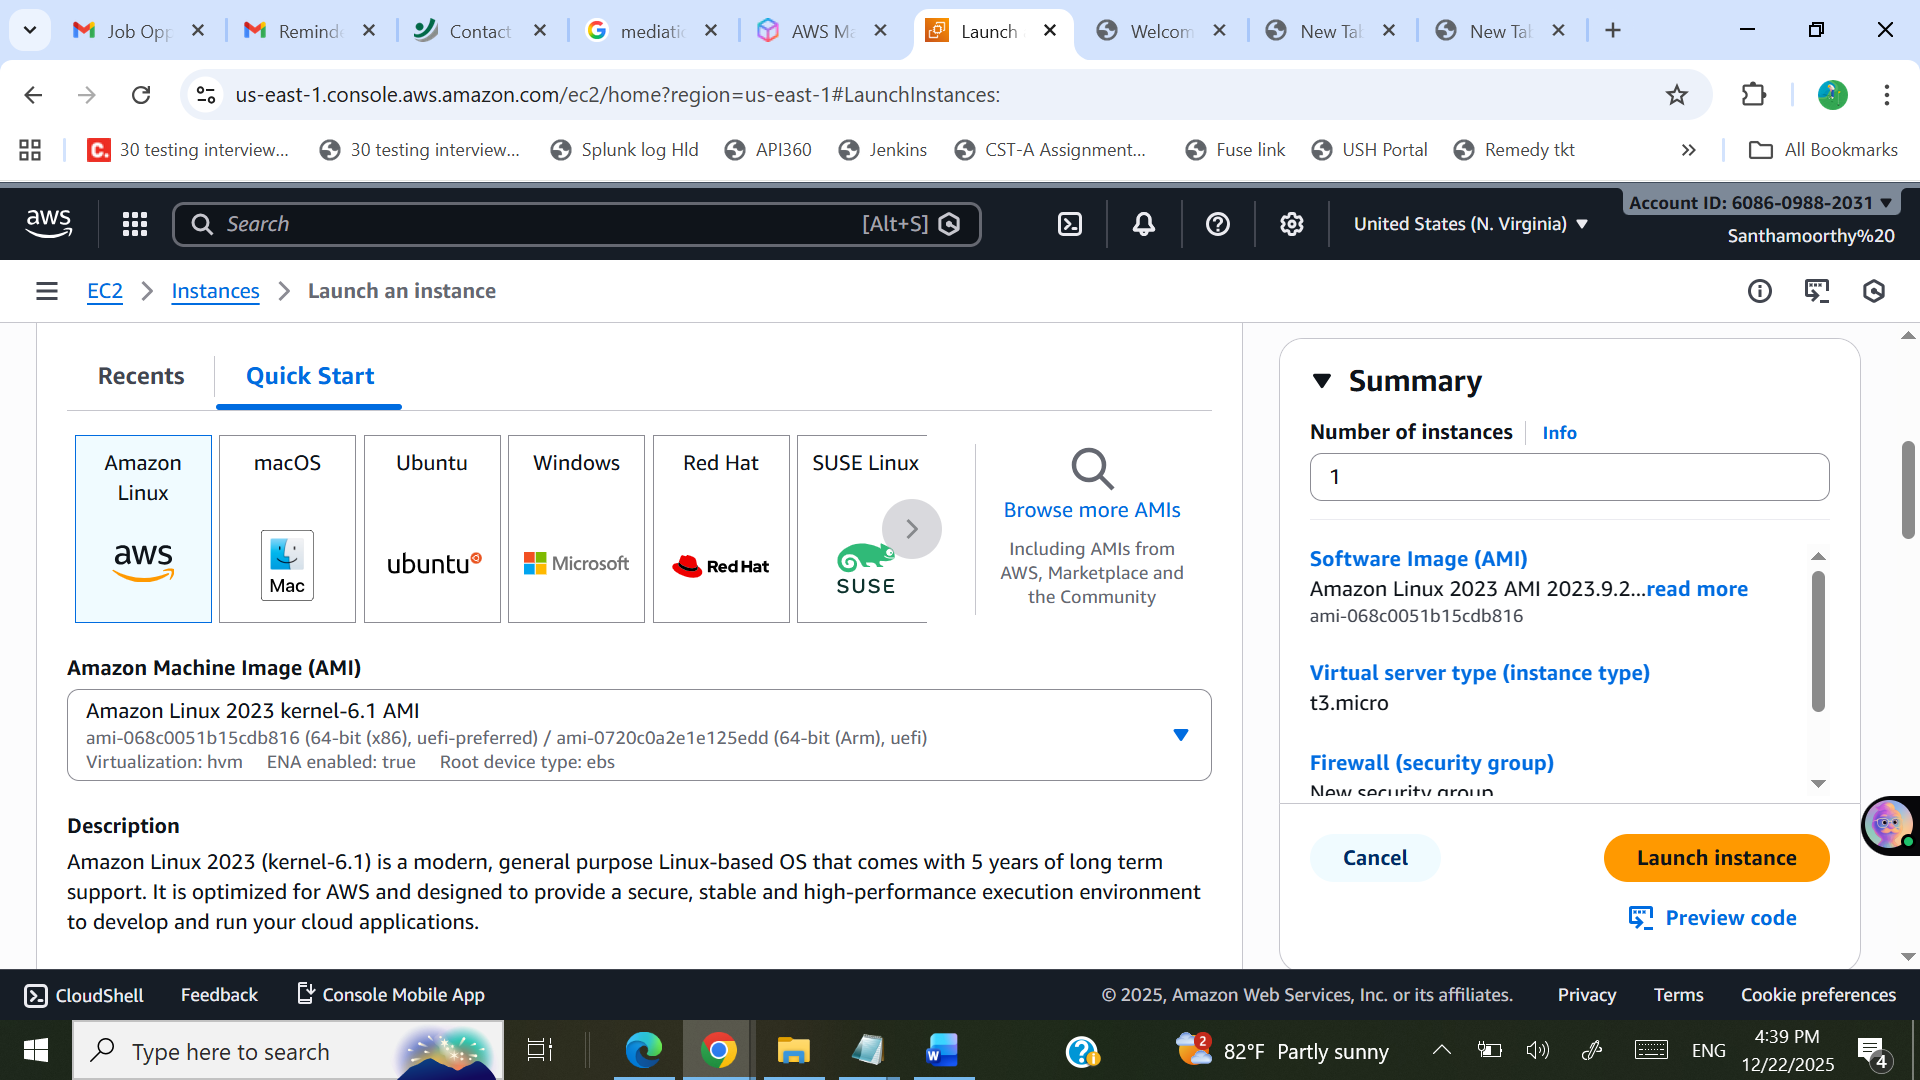 Job Opp
Reminde
Contact
mediatio
AWS Ma
Launch
Welcom
New Tab
New Tab
us-east-1.console.aws.amazon.com/ec2/home?region=us-east-1#LaunchInstances:
30 testing interview...
30 testing interview...
Splunk log Hld
API360
Jenkins
CST-A Assignment...
Fuse link
USH Portal
Remedy tkt
All Bookmarks
aws
Search
[Alt+S]
United States (N. Virginia)
Account ID: 6086-0988-2031
Santhamoorthy%20
EC2
Instances
Launch an instance
Recents
Quick Start
Amazon
Linux
aws
macOS
Mac
Ubuntu
ubuntu
Windows
Microsoft
Red Hat
Red Hat
SUSE Linux
SUSE
Browse more AMIs
Including AMIs from
AWS, Marketplace and
the Community
Amazon Machine Image (AMI)
Amazon Linux 2023 kernel-6.1 AMI
ami-068c0051b15cdb816 (64-bit (x86), uefi-preferred) / ami-0720c0a2e1e125edd (64-bit (Arm), uefi)
Virtualization: hvm ENA enabled: true Root device type: ebs
Description
Amazon Linux 2023 (kernel-6.1) is a modern, general purpose Linux-based OS that comes with 5 years of long term
support. It is optimized for AWS and designed to provide a secure, stable and high-performance execution environment
to develop and run your cloud applications.
Summary
Number of instances
Info
1
Software Image (AMI)
Amazon Linux 2023 AMI 2023.9.2...read more
ami-068c0051b15cdb816
Virtual server type (instance type)
t3.micro
Firewall (security group)
New security group
Cancel
Launch instance
Preview code
CloudShell
Feedback
Console Mobile App
© 2025, Amazon Web Services, Inc. or its affiliates.
Privacy
Terms
Cookie preferences
Type here to search
2
82°F Partly sunny
ENG
4:39 PM
12/22/2025
4